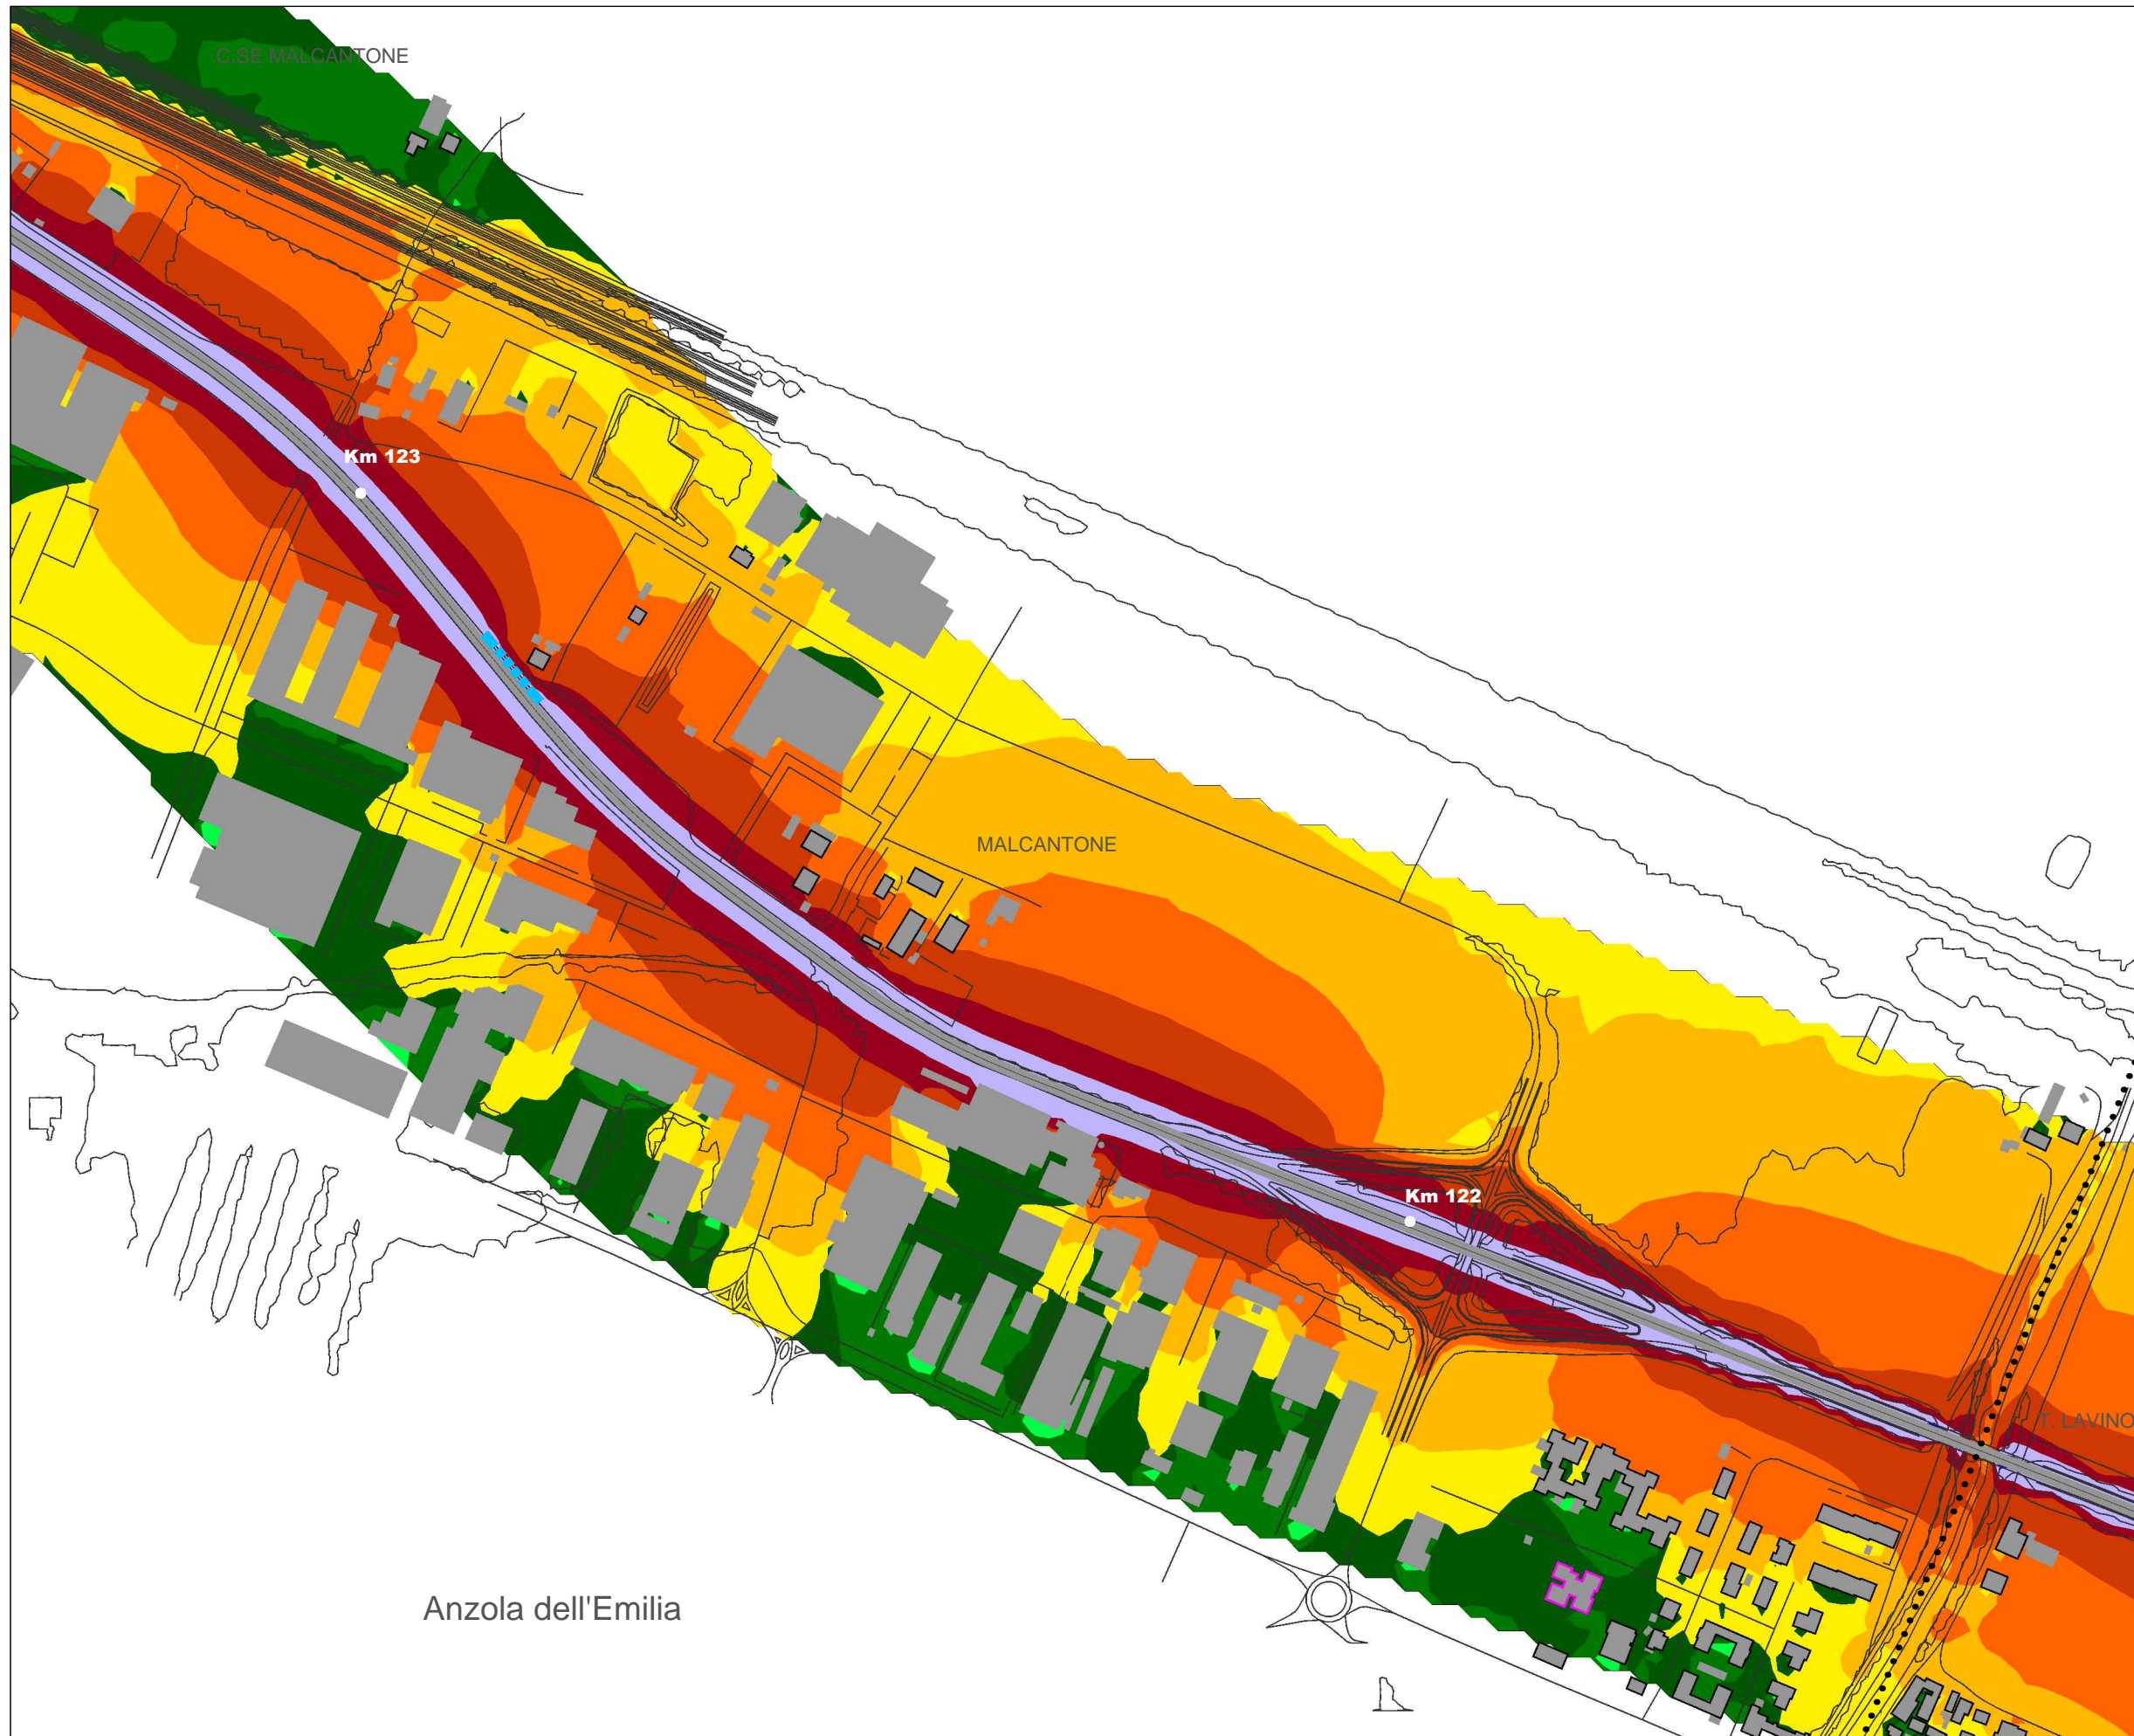 C.SE MALCANTONE
Km 123
MALCANTONE
Km 122
T. LAVINO
Anzola dell'Emilia